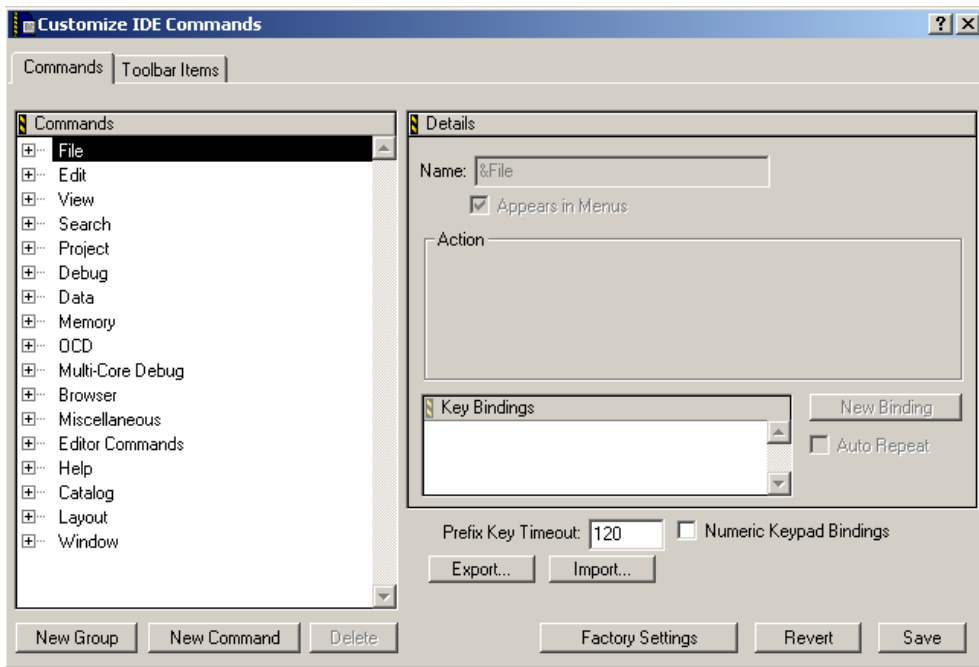 Customize IDE Commands
Commands
Toolbar Items
Commands
File
Edit
View
Search
Project
Debug
Data
Memory
OCD
Multi-Core Debug
Browser
Miscellaneous
Editor Commands
Help
Catalog
Layout
Window
New Group
New Command
Delete
Details
Name: &File
Appears in Menus
Action
Key Bindings
New Binding
Auto Repeat
Prefix Key Timeout: 120
Numeric Keypad Bindings
Export...
Import...
Factory Settings
Revert
Save